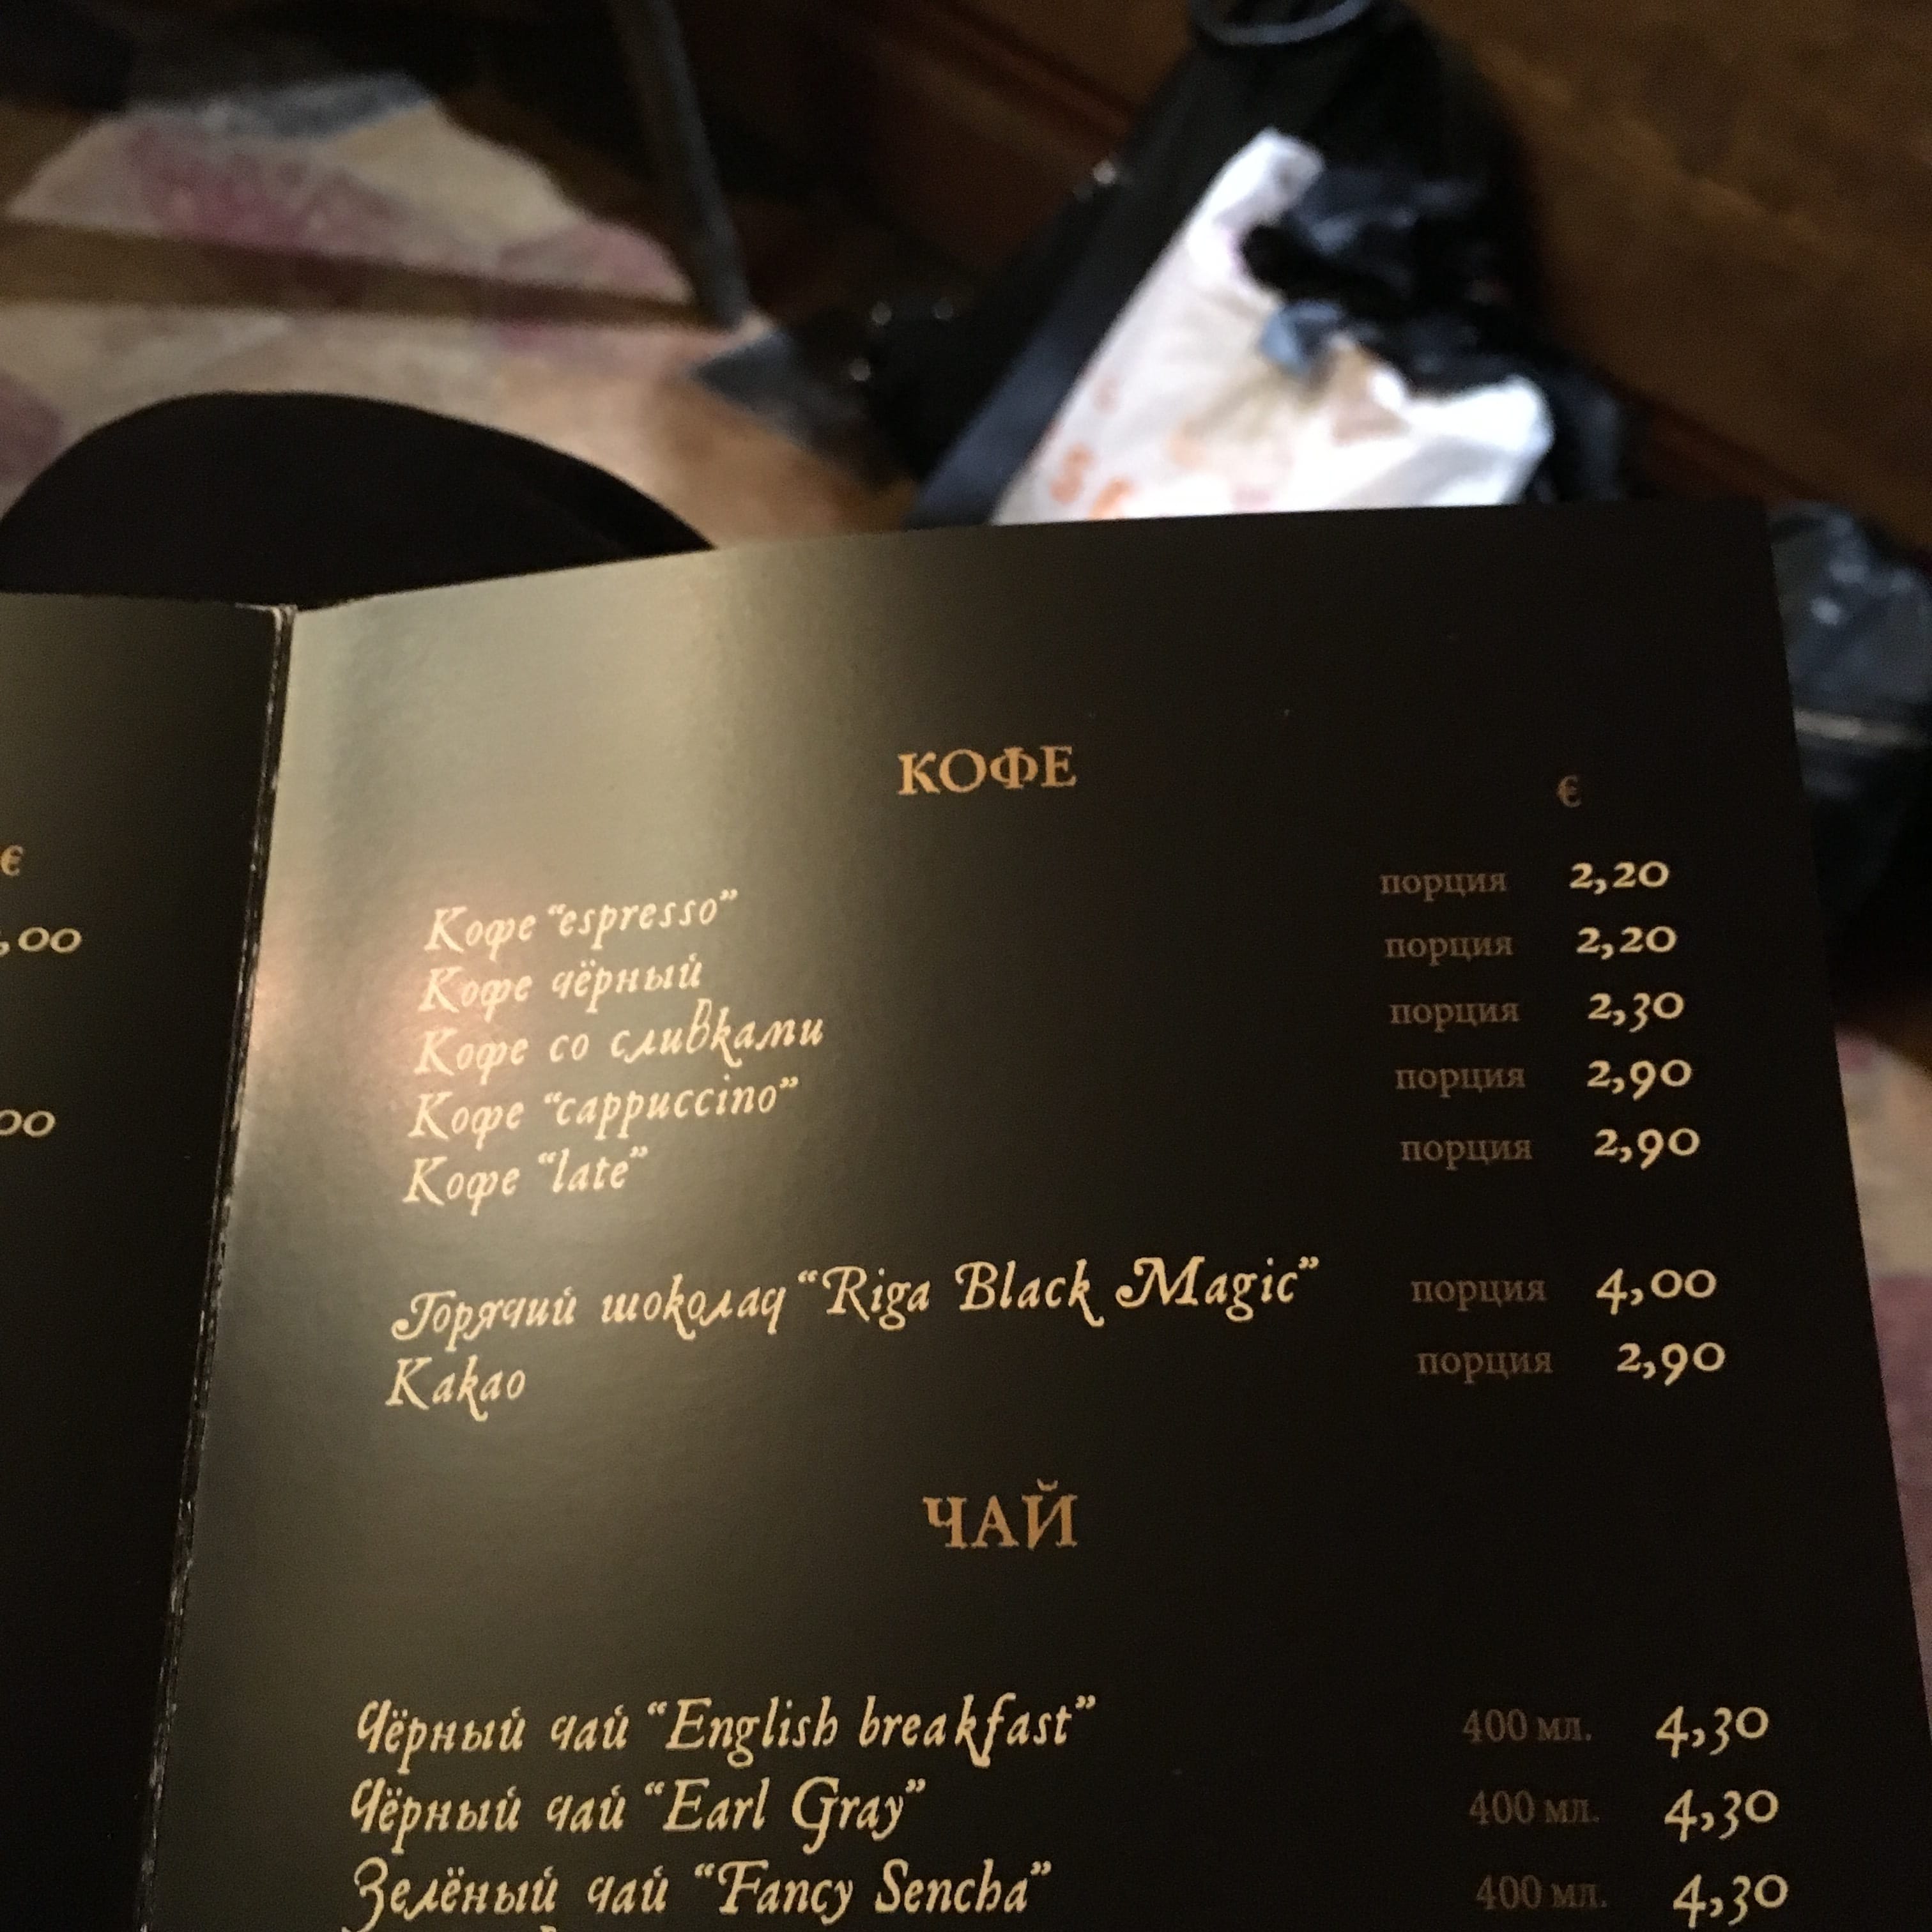 КОФЕ
€
Кофе “espresso” порция 2,20
Кофе чёрный порция 2,20
Кофе со сливками порция 2,30
Кофе “cappuccino” порция 2,90
Кофе “late” порция 2,90
Горячий шоколад “Riga Black Magic” порция 4,00
Какао порция 2,90
ЧАЙ
Чёрный чай “English breakfast” 400 мл. 4,30
Чёрный чай “Earl Gray” 400 мл. 4,30
Зелёный чай “Fancy Sencha” 400 мл. 4,30